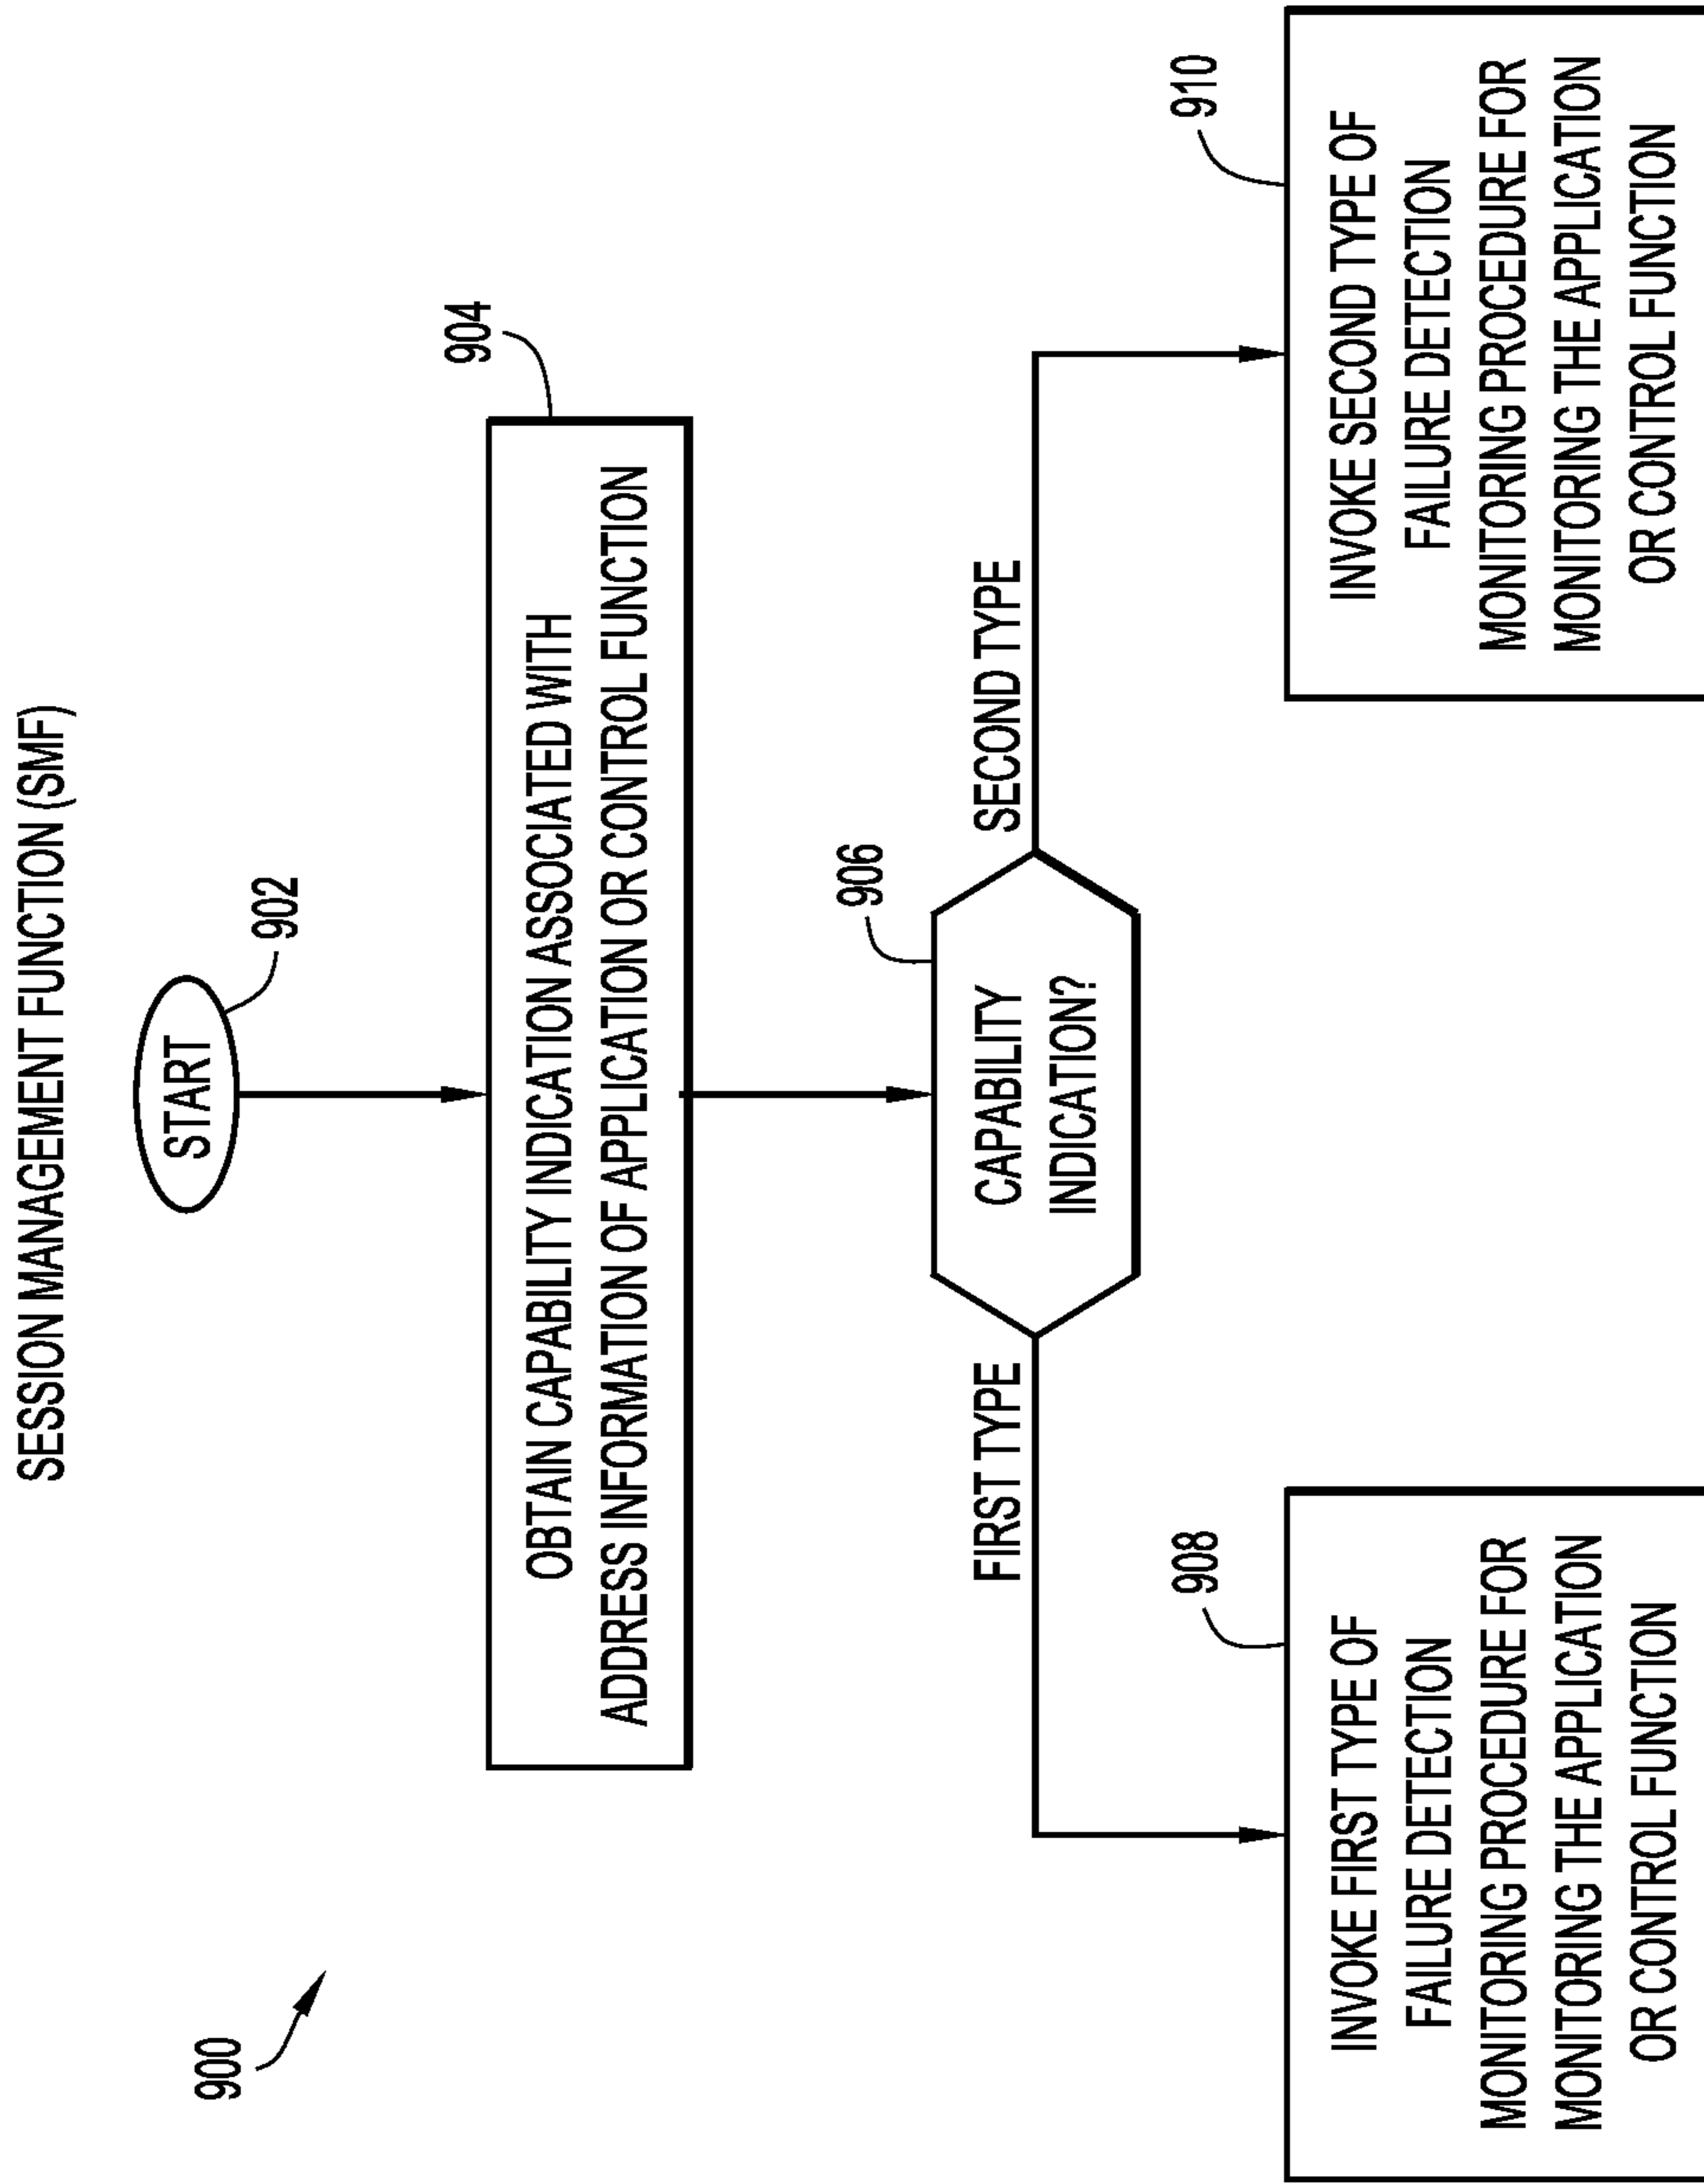 SESSION MANAGEMENT FUNCTION (SMF)
900
START
902
904
OBTAIN CAPABILITY INDICATION ASSOCIATED WITH
ADDRESS INFORMATION OF APPLICATION OR CONTROL FUNCTION
906
CAPABILITY
INDICATION?
FIRST TYPE
SECOND TYPE
908
INVOKE FIRST TYPE OF
FAILURE DETECTION
MONITORING PROCEDURE FOR
MONITORING THE APPLICATION
OR CONTROL FUNCTION
910
INVOKE SECOND TYPE OF
FAILURE DETECTION
MONITORING PROCEDURE FOR
MONITORING THE APPLICATION
OR CONTROL FUNCTION